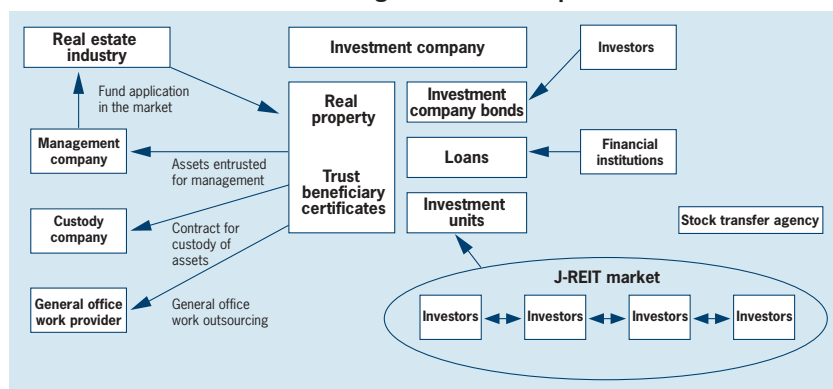 Real estate
industry
Investment company
Investors
Fund application
in the market
Real
property
Investment
company bonds
Management
company
Assets entrusted
for management
Loans
Financial
institutions
Trust
beneficiary
certificates
Investment
units
Custody
company
Contract for
custody of
assets
Stock transfer agency
J-REIT market
General office
work provider
General office
work outsourcing
Investors
Investors
Investors
Investors